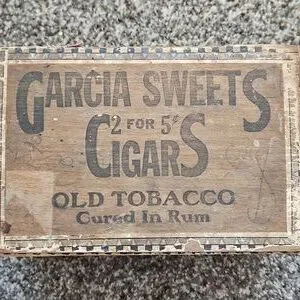 GARCIA SWEETS
2 FOR 5¢
CIGARS
OLD TOBACCO
Cured In Rum